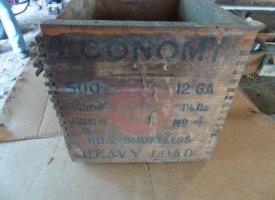 ECONOMY
500 12 GA
1⅛ Oz
No 4
NO. 2 SMOKELESS
HEAVY LOAD